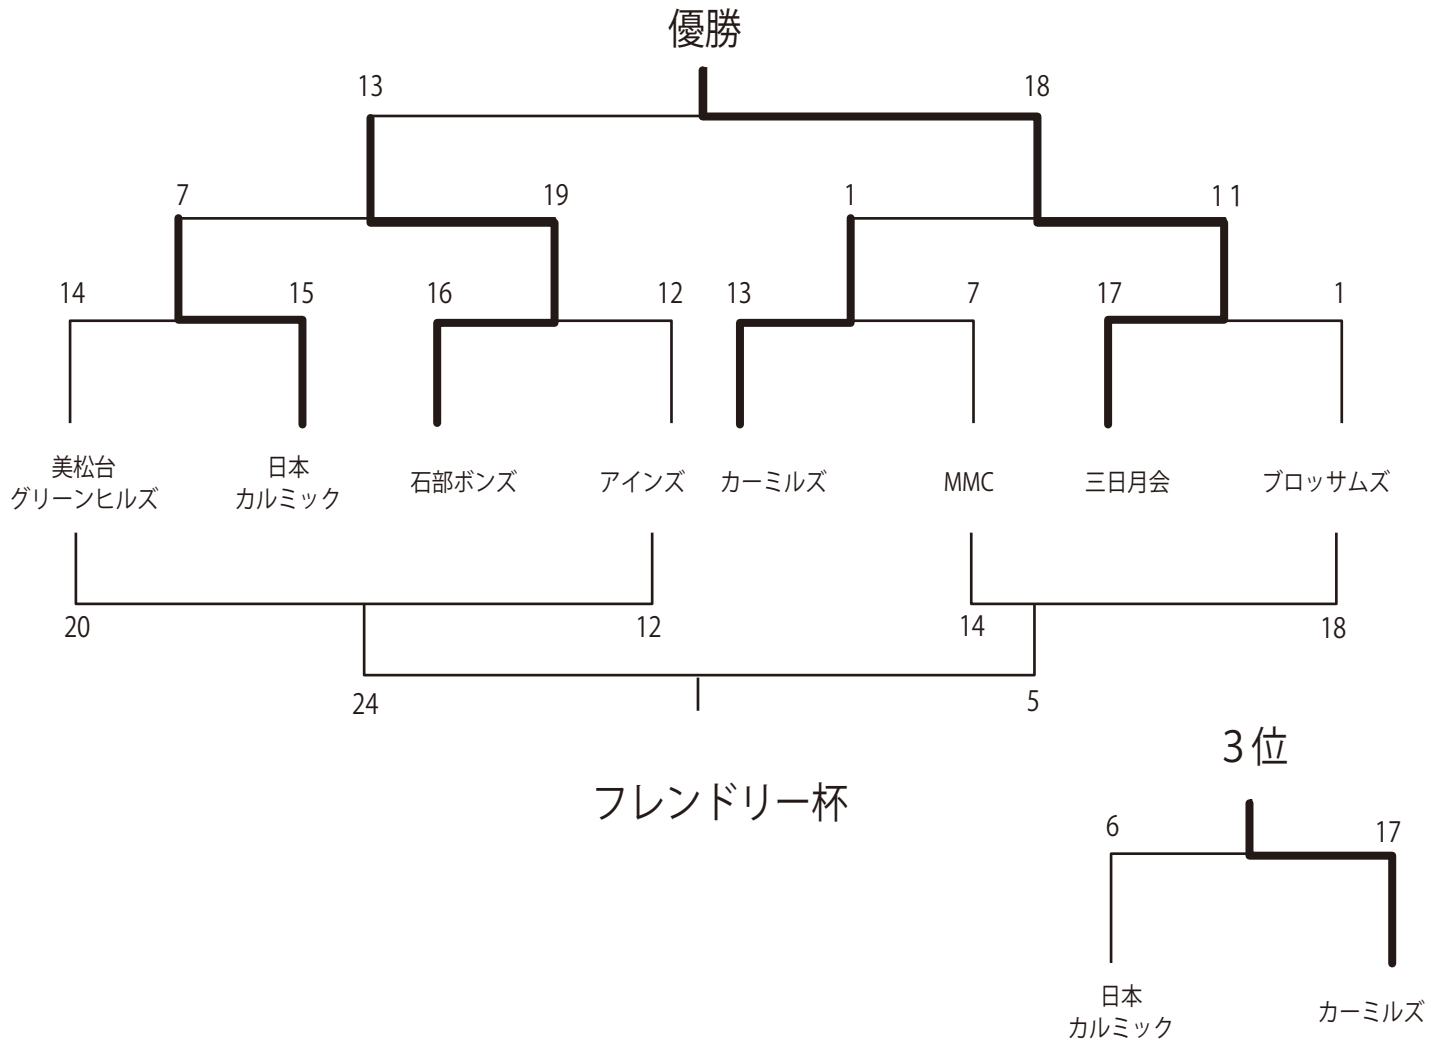 優勝
13
18
7
19
1
11
14
15
16
12
13
7
17
1
美松台
グリーンヒルズ
日本
カルミック
石部ボンズ
アインズ
カーミルズ
MMC
三日月会
ブロッサムズ
20
12
14
18
24
5
フレンドリー杯
3位
6
17
日本
カルミック
カーミルズ